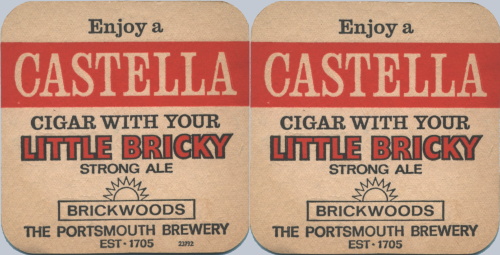 Enjoy a
CASTELLA
CIGAR WITH YOUR
LITTLE BRICKY
STRONG ALE
BRICKWOODS
THE PORTSMOUTH BREWERY
EST · 1705 23792
Enjoy a
CASTELLA
CIGAR WITH YOUR
LITTLE BRICKY
STRONG ALE
BRICKWOODS
THE PORTSMOUTH BREWERY
EST · 1705